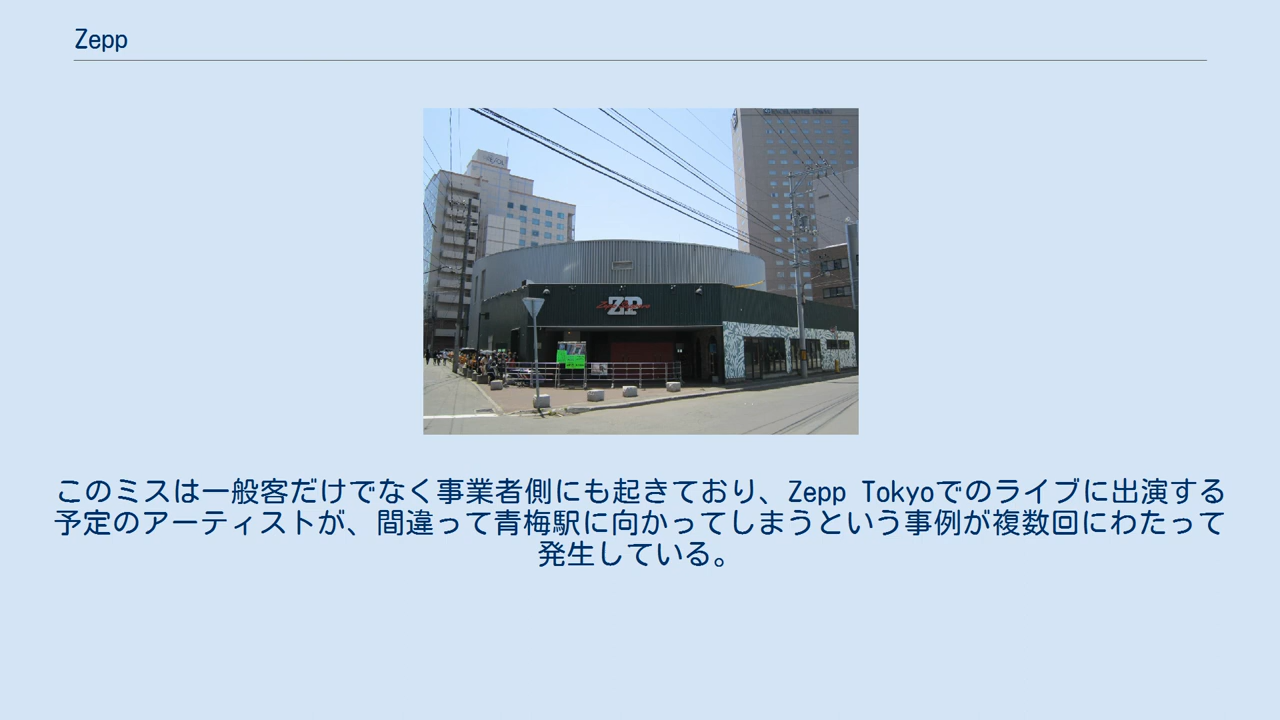 Zepp
ZP
このミスは一般客だけでなく事業者側にも起きており、Zepp Tokyoでのライブに出演する
予定のアーティストが、間違って青梅駅に向かってしまうという事例が複数回にわたって
発生している。